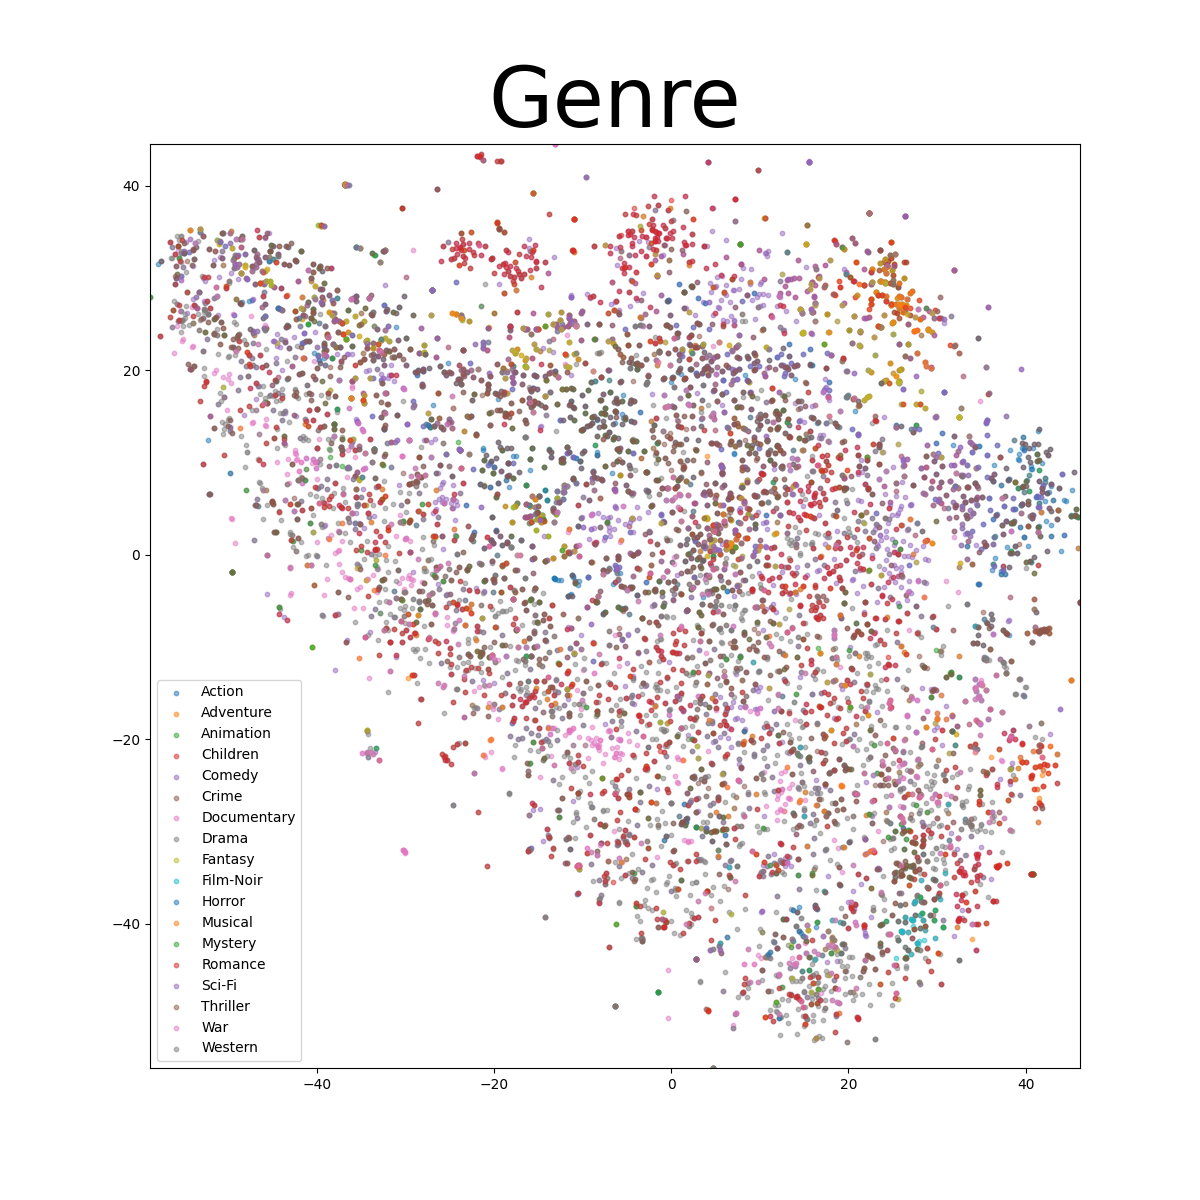 Genre
40
20
0
−20
−40
Action
Adventure
Animation
Children
Comedy
Crime
Documentary
Drama
Fantasy
Film-Noir
Horror
Musical
Mystery
Romance
Sci-Fi
Thriller
War
Western
−40 −20 0 20 40